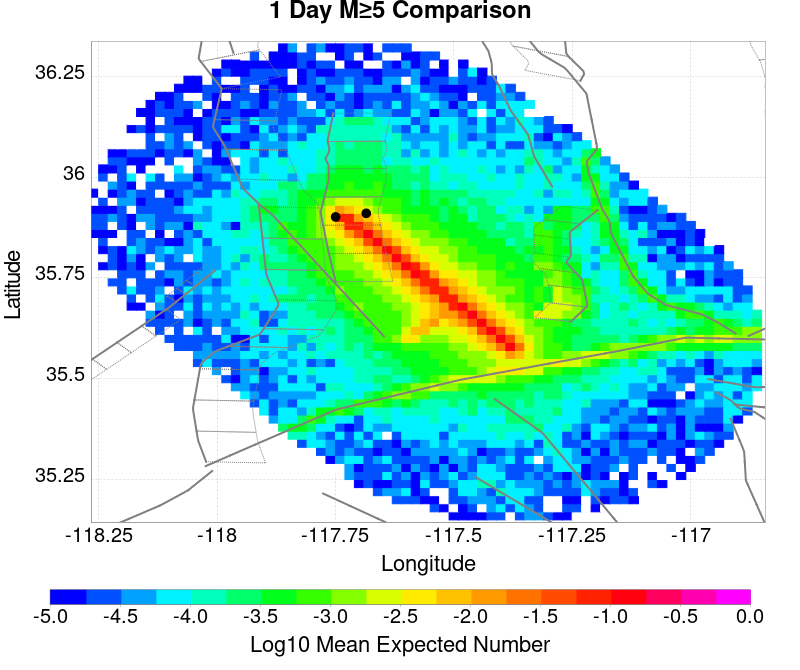 1 Day M≥5 Comparison
36.25
36
35.75
35.5
35.25
Latitude
-118.25 -118 -117.75 -117.5 -117.25 -117
Longitude
-5.0 -4.5 -4.0 -3.5 -3.0 -2.5 -2.0 -1.5 -1.0 -0.5 0.0
Log10 Mean Expected Number